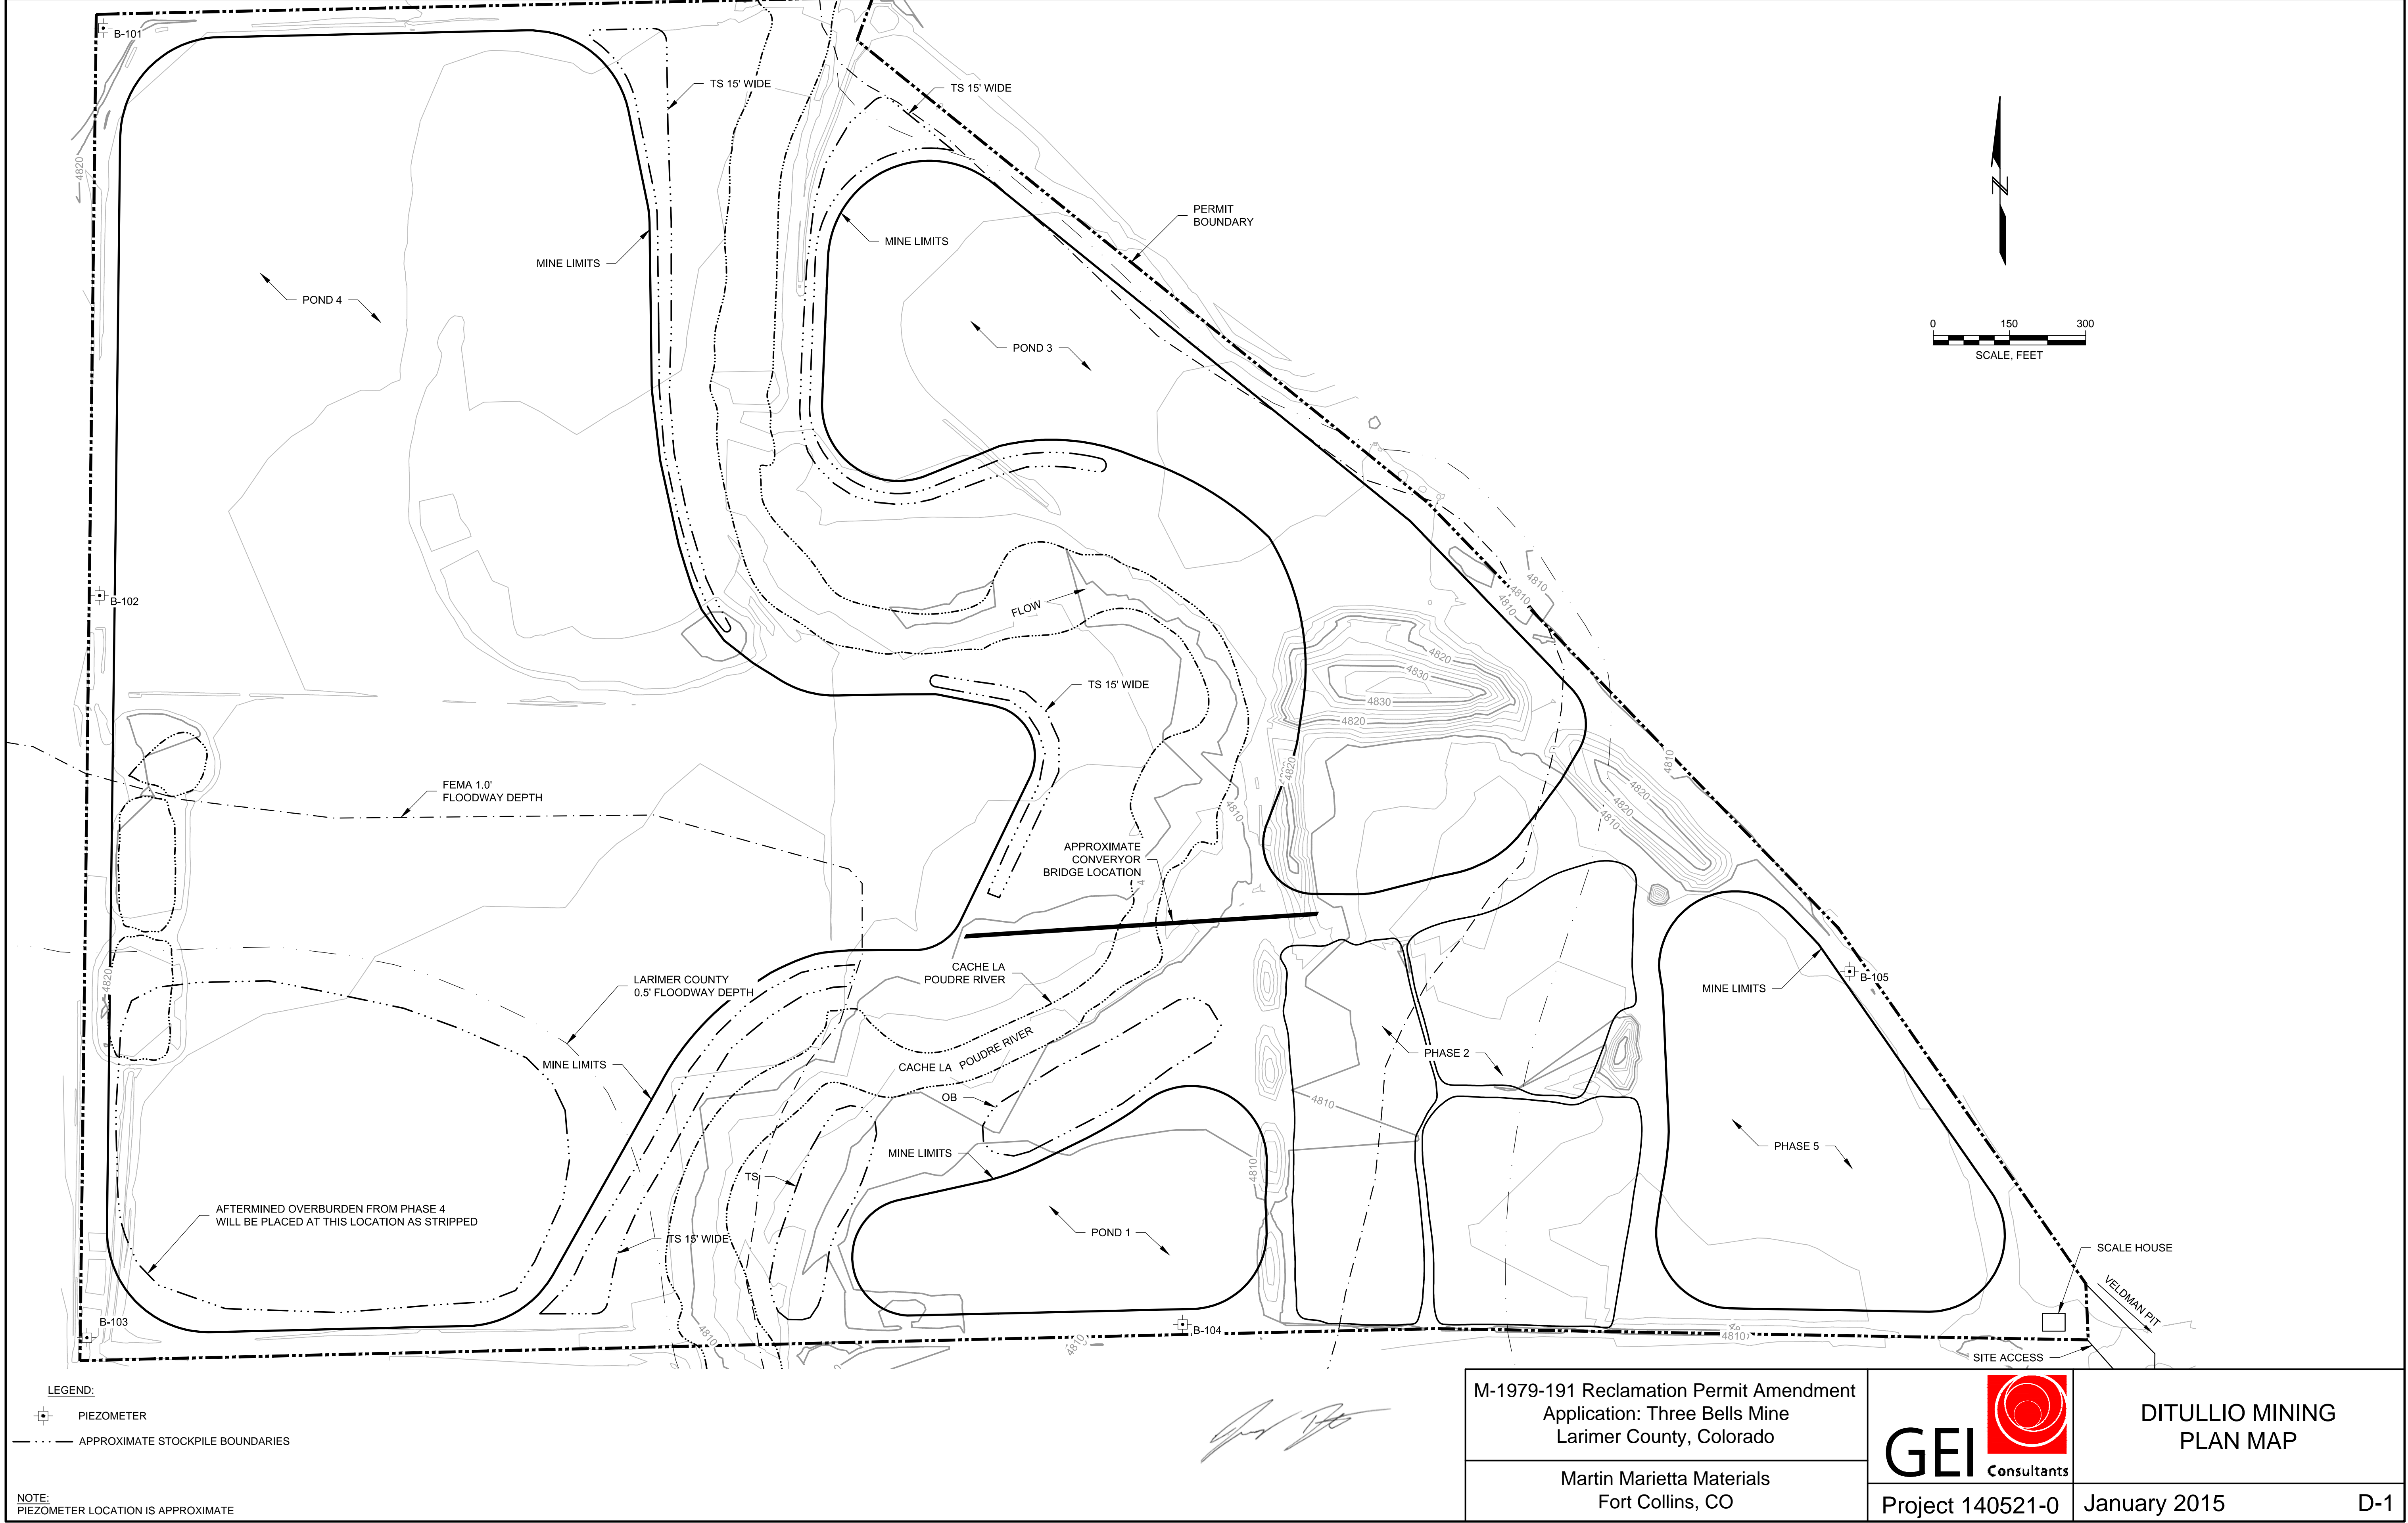 B-101
TS 15' WIDE
TS 15' WIDE
4820
PERMIT
BOUNDARY
MINE LIMITS
MINE LIMITS
N
POND 4
POND 3
0 150 300
SCALE, FEET
B-102
FLOW
4810
4810
4810
4820
4830
4830
4820
TS 15' WIDE
4820
4810
4820
4820
4810
4810
FEMA 1.0'
FLOODWAY DEPTH
APPROXIMATE
CONVERYOR
BRIDGE LOCATION
4820
LARIMER COUNTY
0.5' FLOODWAY DEPTH
CACHE LA
POUDRE RIVER
MINE LIMITS
B-105
MINE LIMITS
CACHE LA POUDRE RIVER
PHASE 2
OB
4810
MINE LIMITS
PHASE 5
4810
TS
AFTERMINED OVERBURDEN FROM PHASE 4
WILL BE PLACED AT THIS LOCATION AS STRIPPED
TS 15' WIDE
POND 1
SCALE HOUSE
VELDMAN PIT
B-103
4810
4810
B-104
4810
SITE ACCESS
LEGEND:
PIEZOMETER
APPROXIMATE STOCKPILE BOUNDARIES
NOTE:
PIEZOMETER LOCATION IS APPROXIMATE
M-1979-191 Reclamation Permit Amendment
Application: Three Bells Mine
Larimer County, Colorado
Martin Marietta Materials
Fort Collins, CO
GEI Consultants
Project 140521-0
DITULLIO MINING
PLAN MAP
January 2015 D-1